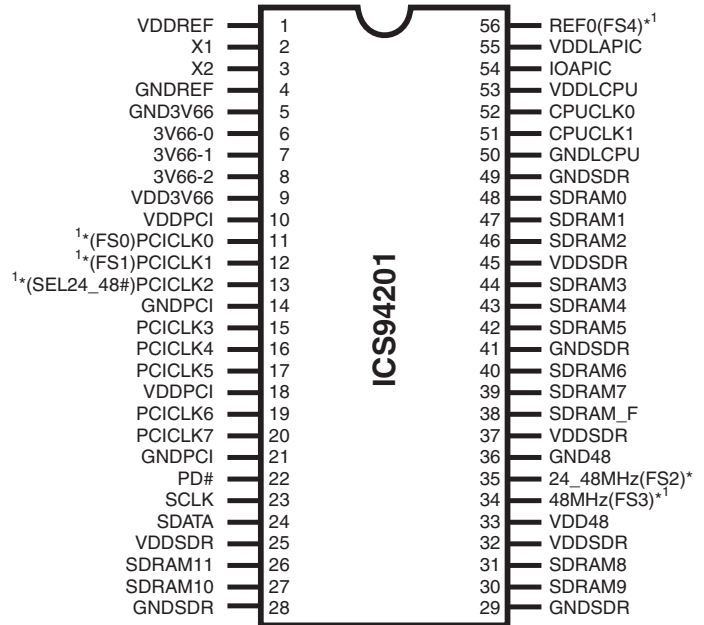 VDDREF 1 56 REF0(FS4)*1
X1 2 55 VDDLAPIC
X2 3 54 IOAPIC
GNDREF 4 53 VDDLCPU
GND3V66 5 52 CPUCLK0
3V66-0 6 51 CPUCLK1
3V66-1 7 50 GNDLCPU
3V66-2 8 49 GNDSDR
VDD3V66 9 48 SDRAM0
VDDPCI 10 47 SDRAM1
1*(FS0)PCICLK0 11 46 SDRAM2
1*(FS1)PCICLK1 12 45 VDDSDR
1*(SEL24_48#)PCICLK2 13 44 SDRAM3
GNDPCI 14 43 SDRAM4
PCICLK3 15 42 SDRAM5
PCICLK4 16 41 GNDSDR
PCICLK5 17 40 SDRAM6
VDDPCI 18 39 SDRAM7
PCICLK6 19 38 SDRAM_F
PCICLK7 20 37 VDDSDR
GNDPCI 21 36 GND48
PD# 22 35 24_48MHz(FS2)*
SCLK 23 34 48MHz(FS3)*1
SDATA 24 33 VDD48
VDDSDR 25 32 VDDSDR
SDRAM11 26 31 SDRAM8
SDRAM10 27 30 SDRAM9
GNDSDR 28 29 GNDSDR
ICS94201